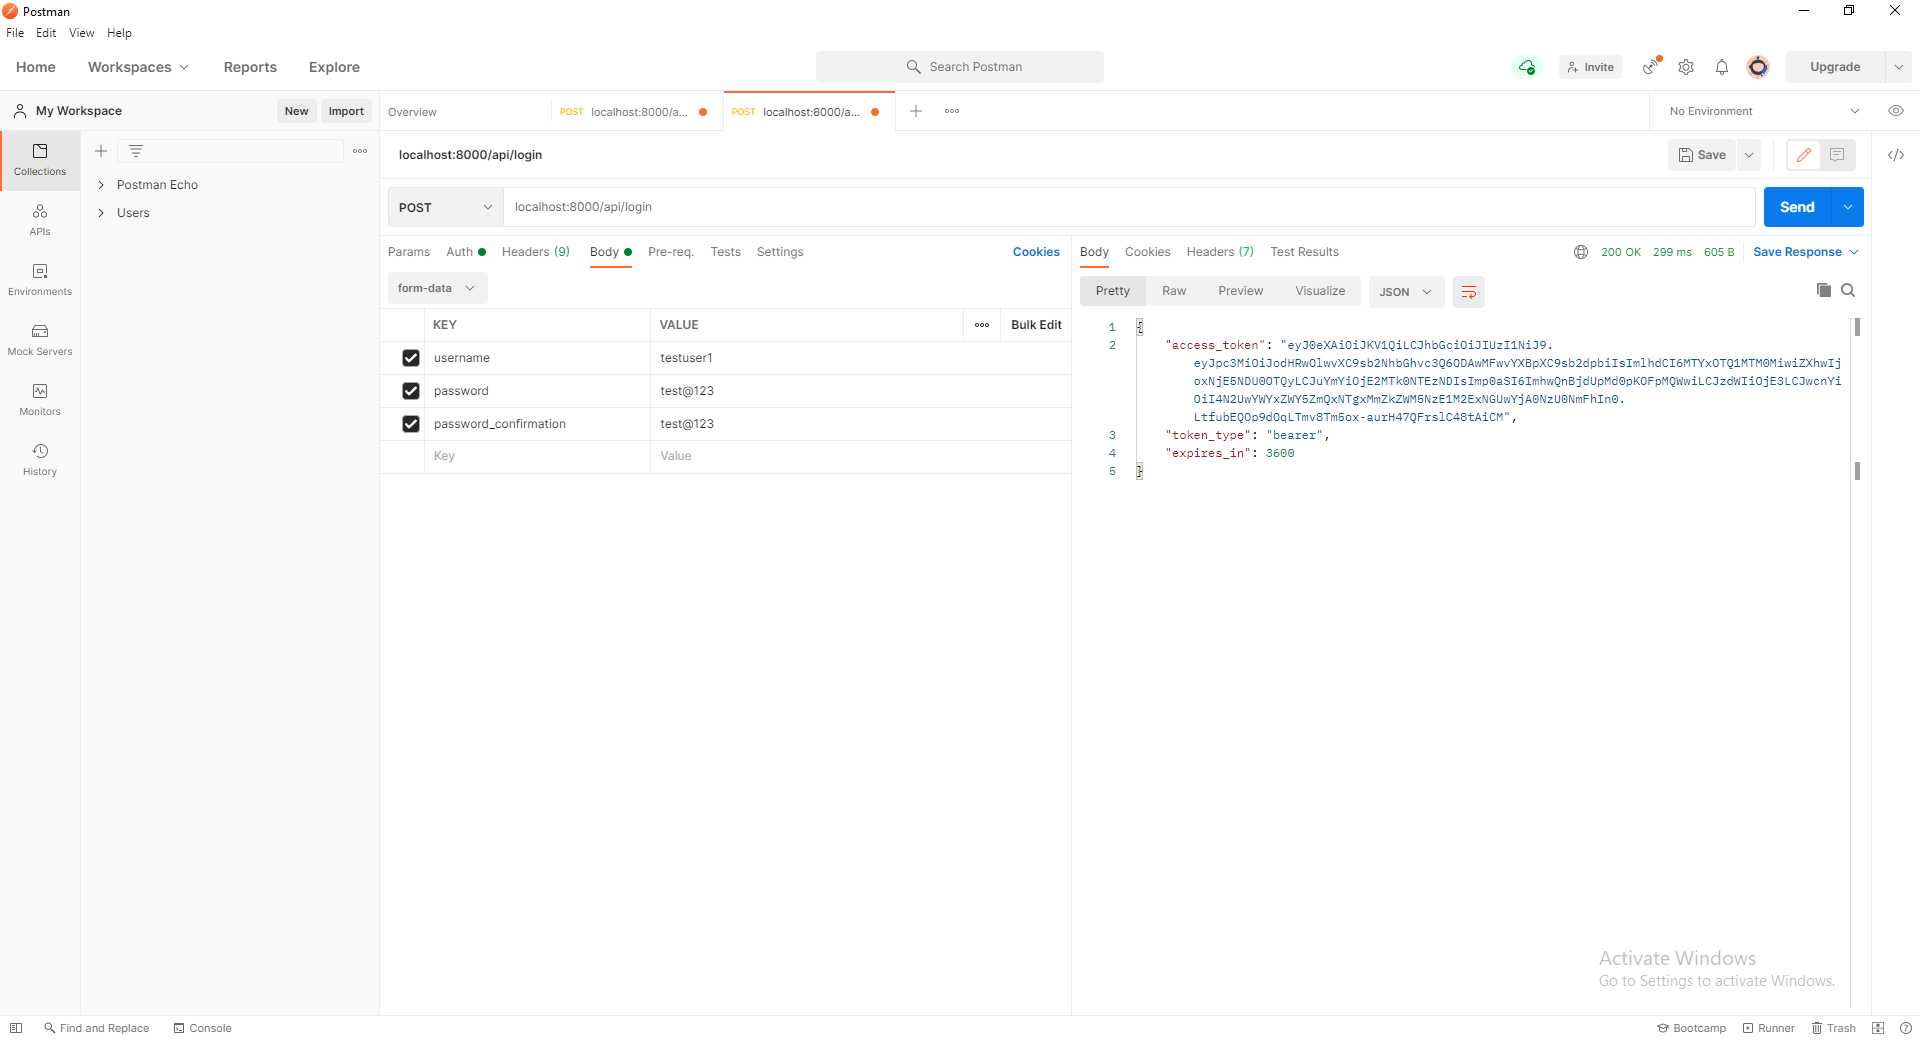 Postman
File Edit View Help
Home Workspaces Reports Explore
Search Postman
Invite
Upgrade
My Workspace
New
Import
Overview
POST localhost:8000/a...
POST localhost:8000/a...
No Environment
Collections
APIs
Environments
Mock Servers
Monitors
History
Postman Echo
Users
localhost:8000/api/login
Save
POST
localhost:8000/api/login
Send
Params Auth Headers (9) Body Pre-req. Tests Settings
Cookies
form-data
KEY VALUE Bulk Edit
username testuser1
password test@123
password_confirmation test@123
Key Value
Body Cookies Headers (7) Test Results
200 OK 299 ms 605 B Save Response
Pretty Raw Preview Visualize JSON
1 {
2 "access_token": "eyJ0eXAiOiJKV1QiLCJhbGciOiJIUzI1NiJ9.
eyJpc3MiOiJodHRwOlwvXC9sb2NhbGhvc3Q6ODAwMFwvYXBpXC9sb2dpbiIsImlhdCI6MTYxOTQ1MTM0MiwiZXhwIj
oxNjE5NDU0OTQyLCJuYmYiOjE2MTk0NTEzNDIsImp0aSI6ImhwQnBjdUpMd0pKOFpMQWwiLCJzdWIiOjE3LCJwcnYi
OiI4N2UwYWYxZWY5ZmQxNTgxMmZkZWM5NzE1M2ExNGUwYjA0NzU0NmFhIn0.
LtfubEQOp9dOqLTmv8Tm5ox-aurH47QFrslC48tAiCM",
3 "token_type": "bearer",
4 "expires_in": 3600
5 }
Activate Windows
Go to Settings to activate Windows.
Find and Replace
Console
Bootcamp
Runner
Trash